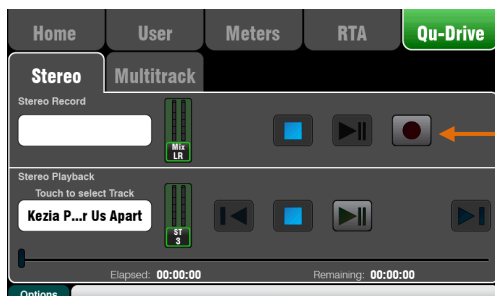 Home User Meters RTA Qu-Drive
Stereo Multitrack
Stereo Record
Mix
LR
Stereo Playback
Touch to select Track
Kezia P...r Us Apart
ST
3
Elapsed: 00:00:00 Remaining: 00:00:00
Options